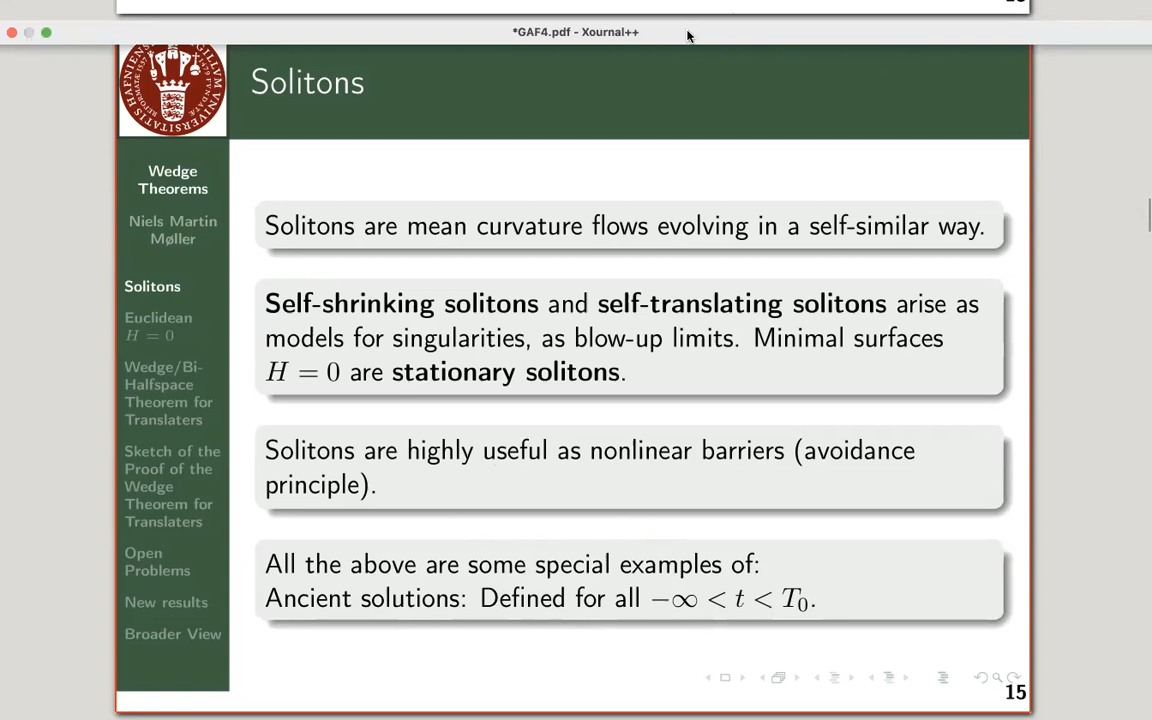 *GAF4.pdf - Xournal++
Solitons
Wedge
Theorems
Niels Martin
Møller
Solitons
Euclidean
H = 0
Wedge/Bi-
Halfspace
Theorem for
Translaters
Sketch of the
Proof of the
Wedge
Theorem for
Translaters
Open
Problems
New results
Broader View
Solitons are mean curvature flows evolving in a self-similar way.
Self-shrinking solitons and self-translating solitons arise as
models for singularities, as blow-up limits. Minimal surfaces
H = 0 are stationary solitons.
Solitons are highly useful as nonlinear barriers (avoidance
principle).
All the above are some special examples of:
Ancient solutions: Defined for all −∞ < t < T₀.
15